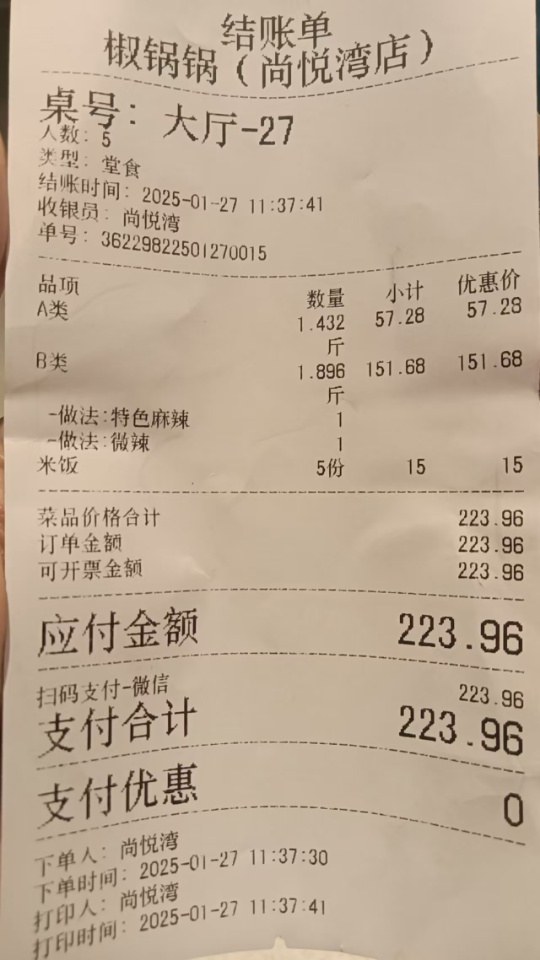 结账单
椒锅锅（尚悦湾店）
桌号：大厅-27
人数：5
类型：堂食
结账时间：2025-01-27 11:37:41
收银员：尚悦湾
单号：36229822501270015
品项 数量 小计 优惠价
A类 1.432 57.28 57.28
斤
B类 1.896 151.68 151.68
斤
-做法:特色麻辣 1
-做法:微辣 1
米饭 5份 15 15
菜品价格合计 223.96
订单金额 223.96
可开票金额 223.96
应付金额 223.96
扫码支付-微信 223.96
支付合计 223.96
支付优惠 0
下单人：尚悦湾
下单时间：2025-01-27 11:37:30
打印人：尚悦湾
打印时间：2025-01-27 11:37:41